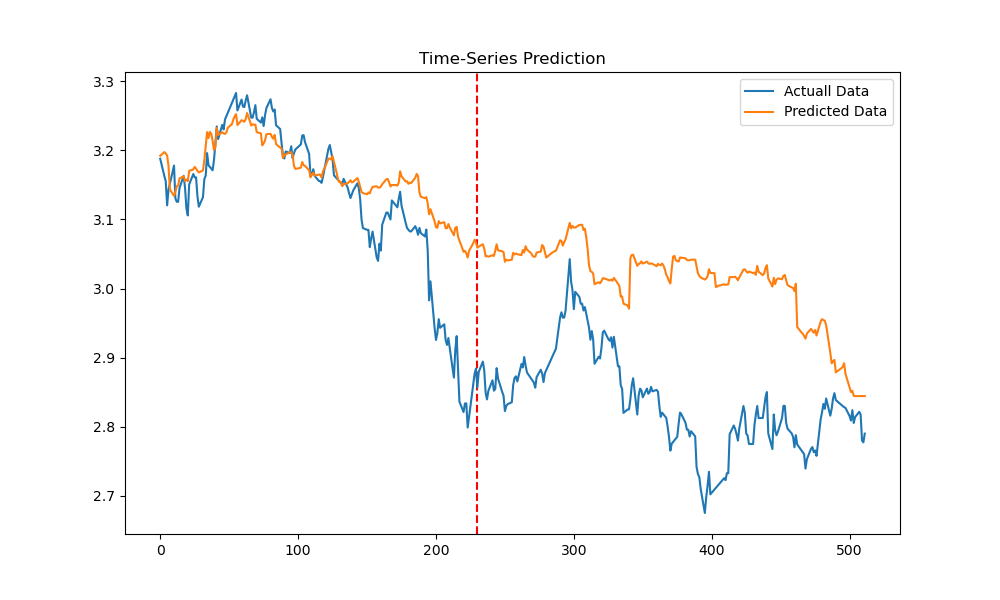 Time-Series Prediction
Actuall Data
Predicted Data
3.3
3.2
3.1
3.0
2.9
2.8
2.7
0 100 200 300 400 500